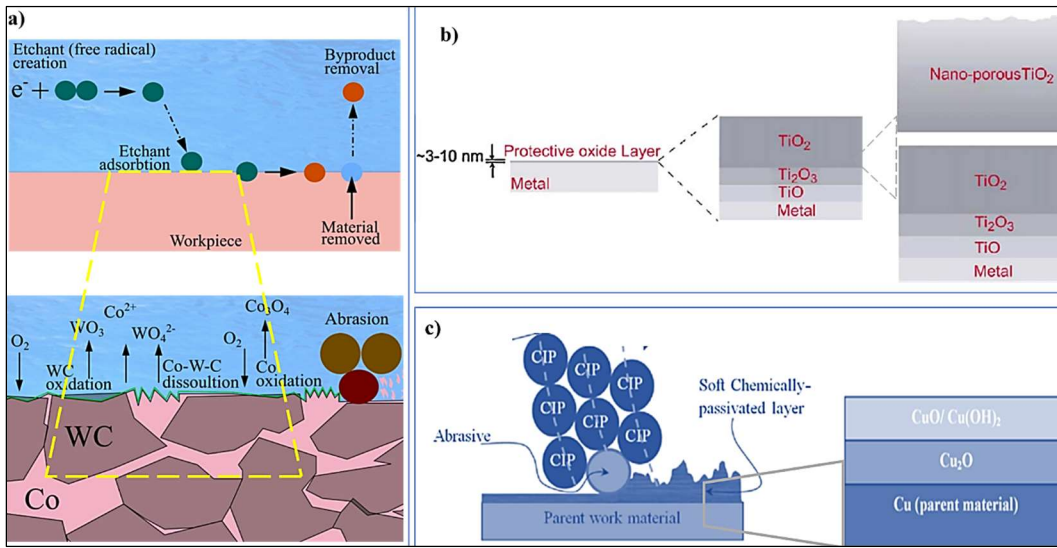 a)
Etchant (free radical)
creation
e⁻+
Byproduct
removal
Etchant
adsorbtion
Material
removed
Workpiece
O₂
WO₃
Co²⁺
WO₄²⁻
O₂
Co₃O₄
Abrasion
WC
oxidation
Co-W-C
dissoultion
Co
oxidation
WC
Co
b)
~3-10 nm
Protective oxide Layer
Metal
TiO₂
Ti₂O₃
TiO
Metal
Nano-porousTiO₂
TiO₂
Ti₂O₃
TiO
Metal
c)
CIP
CIP
CIP
CIP
CIP
CIP
CIP
CIP
Abrasive
Soft Chemically-
passivated layer
Parent work material
CuO/ Cu(OH)₂
Cu₂O
Cu (parent material)